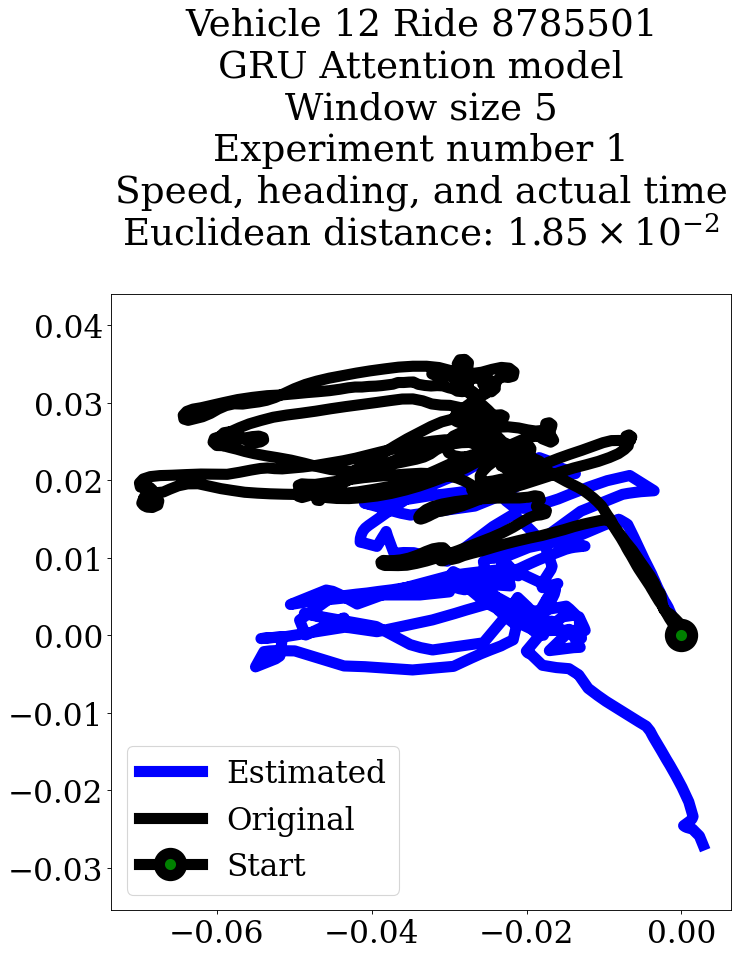 Vehicle 12 Ride 8785501
GRU Attention model
Window size 5
Experiment number 1
Speed, heading, and actual time
Euclidean distance: 1.85 × 10⁻²
0.04
0.03
0.02
0.01
0.00
−0.01
−0.02
−0.03
Estimated
Original
Start
−0.06 −0.04 −0.02 0.00